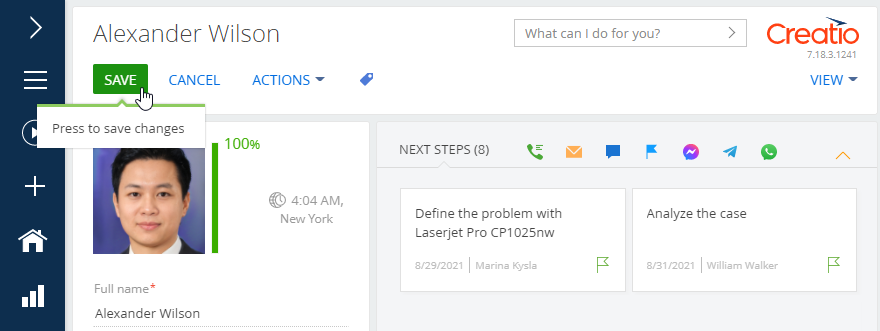 Alexander Wilson
What can I do for you?
Creatio
7.18.3.1241
SAVE
CANCEL
ACTIONS
VIEW
Press to save changes
100%
4:04 AM,
New York
Full name*
Alexander Wilson
NEXT STEPS (8)
Define the problem with
Laserjet Pro CP1025nw
8/29/2021 | Marina Kysla
Analyze the case
8/31/2021 | William Walker